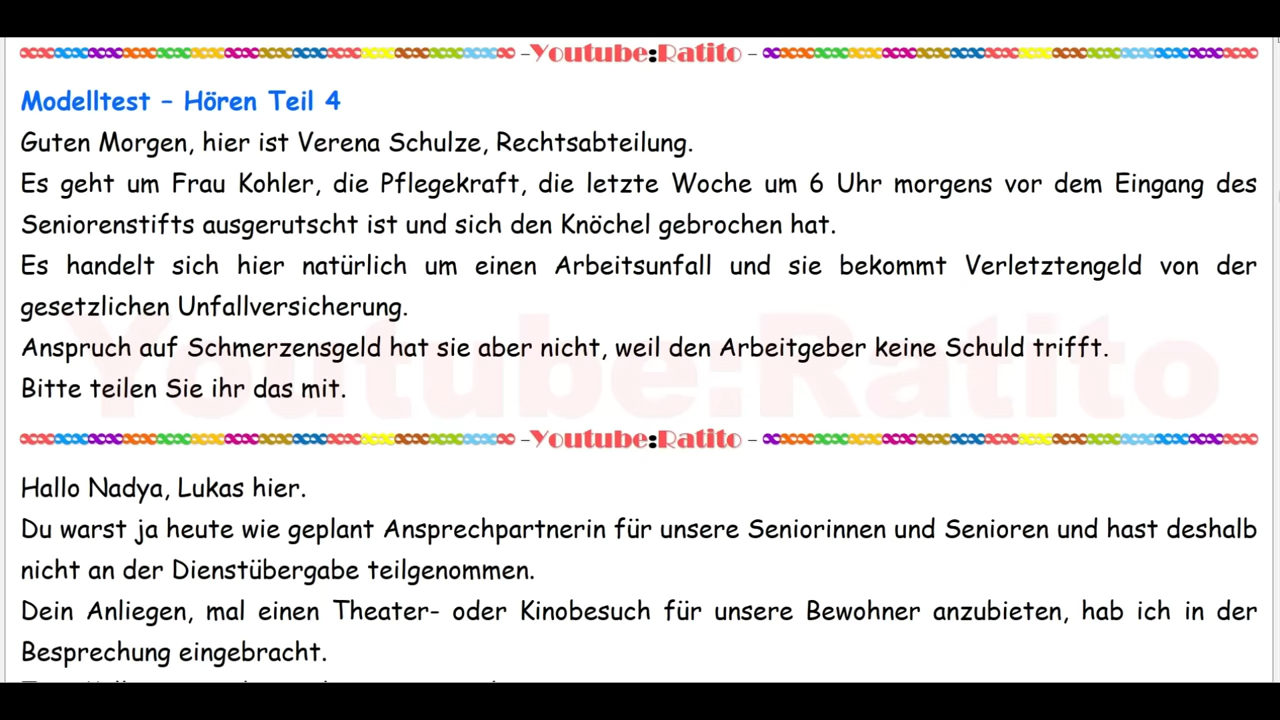 -Youtube:Ratito -
Modelltest – Hören Teil 4
Guten Morgen, hier ist Verena Schulze, Rechtsabteilung.
Es geht um Frau Kohler, die Pflegekraft, die letzte Woche um 6 Uhr morgens vor dem Eingang des
Seniorenstifts ausgerutscht ist und sich den Knöchel gebrochen hat.
Es handelt sich hier natürlich um einen Arbeitsunfall und sie bekommt Verletztengeld von der
gesetzlichen Unfallversicherung.
Anspruch auf Schmerzensgeld hat sie aber nicht, weil den Arbeitgeber keine Schuld trifft.
Bitte teilen Sie ihr das mit.
Youtube:Ratito
-Youtube:Ratito -
Hallo Nadya, Lukas hier.
Du warst ja heute wie geplant Ansprechpartnerin für unsere Seniorinnen und Senioren und hast deshalb
nicht an der Dienstübergabe teilgenommen.
Dein Anliegen, mal einen Theater- oder Kinobesuch für unsere Bewohner anzubieten, hab ich in der
Besprechung eingebracht.